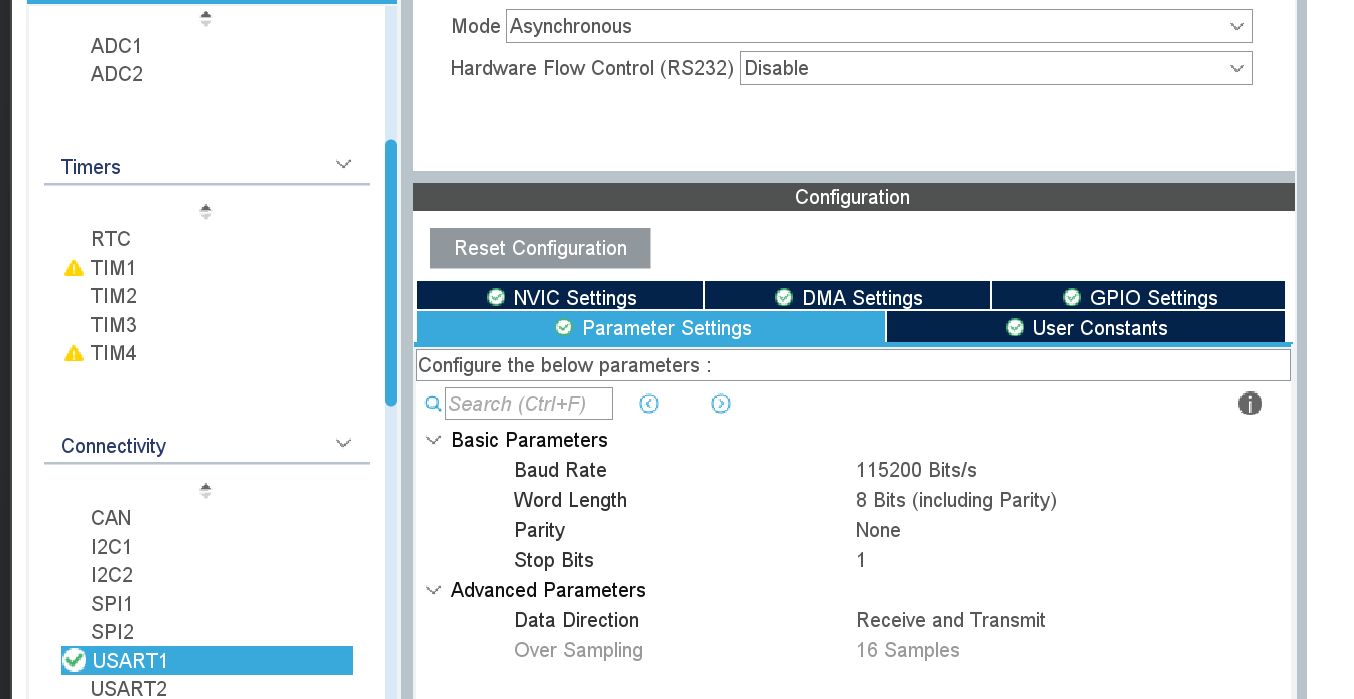 ADC1
ADC2
Timers
RTC
TIM1
TIM2
TIM3
TIM4
Connectivity
CAN
I2C1
I2C2
SPI1
SPI2
USART1
USART2
Mode Asynchronous
Hardware Flow Control (RS232) Disable
Configuration
Reset Configuration
NVIC Settings DMA Settings GPIO Settings
Parameter Settings User Constants
Configure the below parameters :
Search (Ctrl+F)
Basic Parameters
Baud Rate 115200 Bits/s
Word Length 8 Bits (including Parity)
Parity None
Stop Bits 1
Advanced Parameters
Data Direction Receive and Transmit
Over Sampling 16 Samples